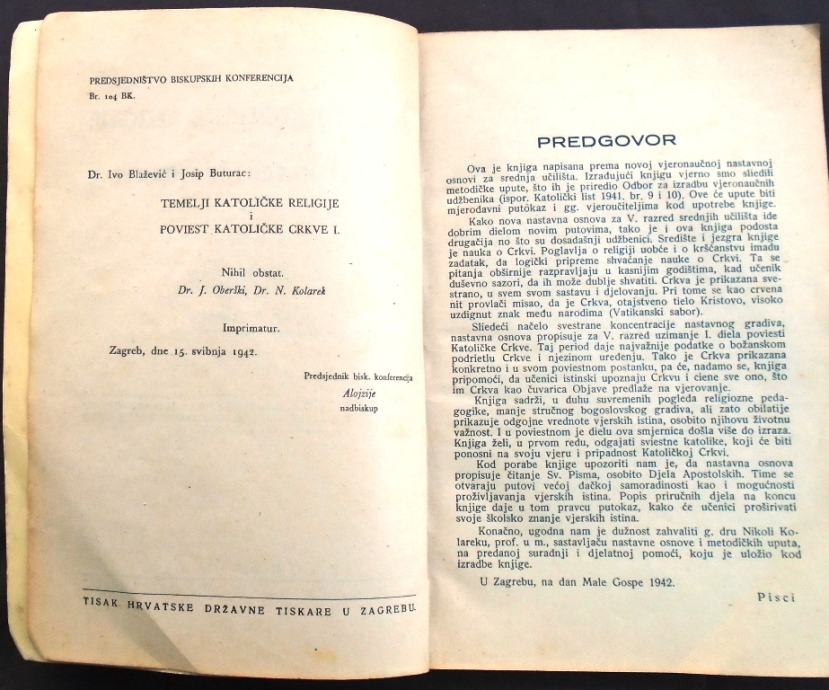 PREDSJEDNIŠTVO BISKUPSKIH KONFERENCIJA
Br. 104 BK.
Dr. Ivo Blažević i Josip Buturac:
TEMELJI KATOLIČKE RELIGIJE
i
POVIEST KATOLIČKE CRKVE I.
Nihil obstat.
Dr. J. Oberški, Dr. N. Kolarek
Imprimatur.
Zagreb, dne 15. svibnja 1942.
Predsjednik bisk. konferencija
Alojzije
nadbiskup
TISAK HRVATSKE DRŽAVNE TISKARE U ZAGREBU.
PREDGOVOR
Ova je knjiga napisana prema novoj vjeronaučnoj nastavnoj
osnovi za srednja učilišta. Izrađujući knjigu vjerno smo sliedili
metodičke upute, što ih je priredio Odbor za izradbu vjeronaučnih
udžbenika (ispor. Katolički list 1941. br. 9 i 10). Ove će upute biti
mjerodavni putokaz i gg. vjeroučiteljima kod upotrebe knjige.
Kako nova nastavna osnova za V. razred srednjih učilišta ide
dobrim dielom novim putovima, tako je i ova knjiga podosta
drugačija no što su dosadašnji udžbenici. Središte i jezgra knjige
je nauka o Crkvi. Poglavlja o religiji uobće i o kršćanstvu imadu
zadatak, da logički pripreme shvaćanje nauke o Crkvi. Ta se
pitanja obširnije razpravljaju u kasnijim godištima, kad učenik
duševno sazori, da ih može dublje shvatiti. Crkva je prikazana sve-
strano, u svem svom sastavu i djelovanju. Pri tome se kao crvena
nit provlači misao, da je Crkva, otajstveno tielo Kristovo, visoko
uzdignut znak među narodima (Vatikanski sabor).
Sliedeći načelo svestrane koncentracije nastavnog gradiva,
nastavna osnova propisuje za V. razred uzimanje I. diela poviesti
Katoličke Crkve. Taj period daje najvažnije podatke o božanskom
podrietlu Crkve i njezinom uređenju. Tako je Crkva prikazana
konkretno i u svom poviestnom postanku, pa će, nadamo se, knjiga
pripomoći, da učenici istinski upoznaju Crkvu i ciene sve ono, što
im Crkva kao čuvarica Objave predlaže na vjerovanje.
Knjiga sadrži, u duhu suvremenih pogleda religiozne peda-
gogike, manje stručnog bogoslovskog gradiva, ali zato obilatije
prikazuje odgojne vrednote vjerskih istina, osobito njihovu životnu
važnost. I u poviestnom je dielu ova smjernica došla više do izraza.
Knjiga želi, u prvom redu, odgajati sviestne katolike, koji će biti
ponosni na svoju vjeru i pripadnost Katoličkoj Crkvi.
Kod porabe knjige upozoriti nam je, da nastavna osnova
propisuje čitanje Sv. Pisma, osobito Djela Apostolskih. Time se
otvaraju putovi većoj dačkoj samoradinosti kao i mogućnosti
proživljavanja vjerskih istina. Popis priručnih djela na koncu
knjige daje u tom pravcu putokaz, kako će učenici proširivati
svoje školsko znanje vjerskih istina.
Konačno, ugodna nam je dužnost zahvaliti g. dru Nikoli Ko-
lareku, prof. u m., sastavljaču nastavne osnove i metodičkih uputa,
na predanoj suradnji i djelatnoj pomoći, koju je uložio kod
izradbe knjige.
U Zagrebu, na dan Male Gospe 1942.
Pisci